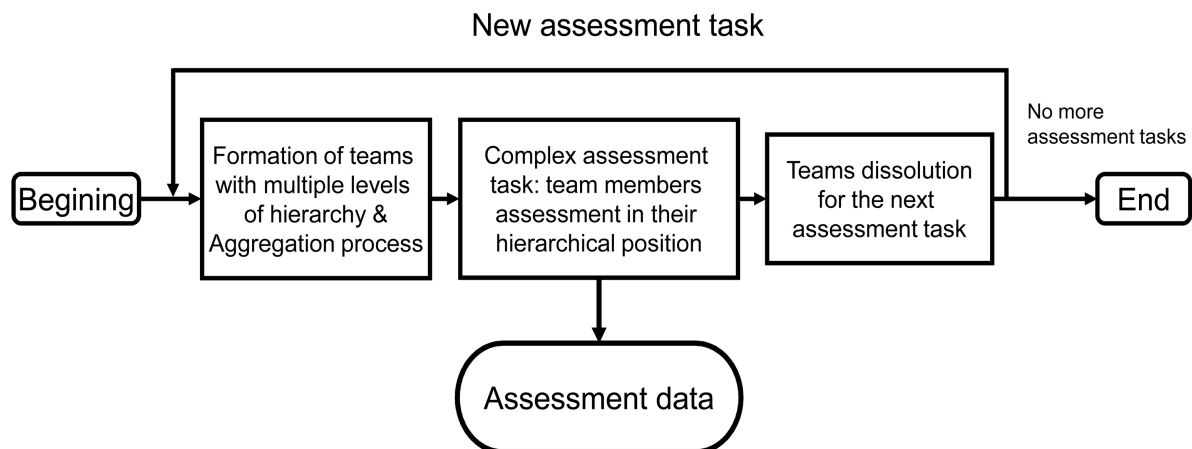 New assessment task
No more
assessment tasks
Begining
Formation of teams
with multiple levels
of hierarchy &
Aggregation process
Complex assessment
task: team members
assessment in their
hierarchical position
Teams dissolution
for the next
assessment task
End
Assessment data